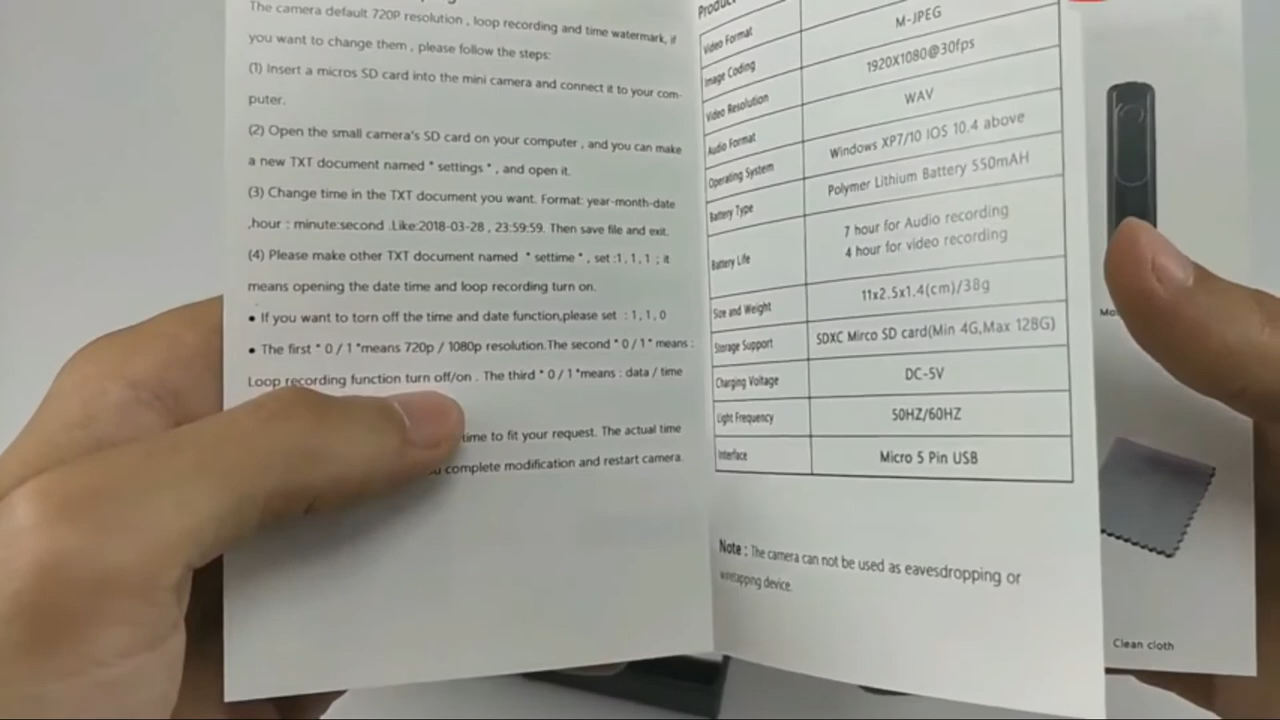 The camera default 720P resolution , loop recording and time watermark, if
you want to change them , please follow the steps:
(1) Insert a micros SD card into the mini camera and connect it to your com-
puter.
(2) Open the small camera's SD card on your computer , and you can make
a new TXT document named " settings " , and open it.
(3) Change time in the TXT document you want. Format: year-month-date
,hour : minute:second .Like:2018-03-28 , 23:59:59. Then save file and exit.
(4) Please make other TXT document named " settime " , set :1, 1, 1 ; it
means opening the date time and loop recording turn on.
• If you want to torn off the time and date function,please set : 1, 1, 0
• The first " 0 / 1 "means 720p / 1080p resolution.The second " 0 / 1 " means :
Loop recording function turn off/on . The third " 0 / 1 "means : data / time
time to fit your request. The actual time
complete modification and restart camera.
Product
Video Format M-JPEG
Image Coding 1920X1080@30fps
Video Resolution WAV
Audio Format Windows XP7/10 IOS 10.4 above
Operating System Polymer Lithium Battery 550mAH
Battery Type
7 hour for Audio recording
Battery Life 4 hour for video recording
Size and Weight 11x2.5x1.4(cm)/38g
Storage Support SDXC Mirco SD card(Min 4G,Max 128G)
Charging Voltage DC-5V
Light Frequency 50HZ/60HZ
Interface Micro 5 Pin USB
Note : The camera can not be used as eavesdropping or
wiretapping device.
Clean cloth